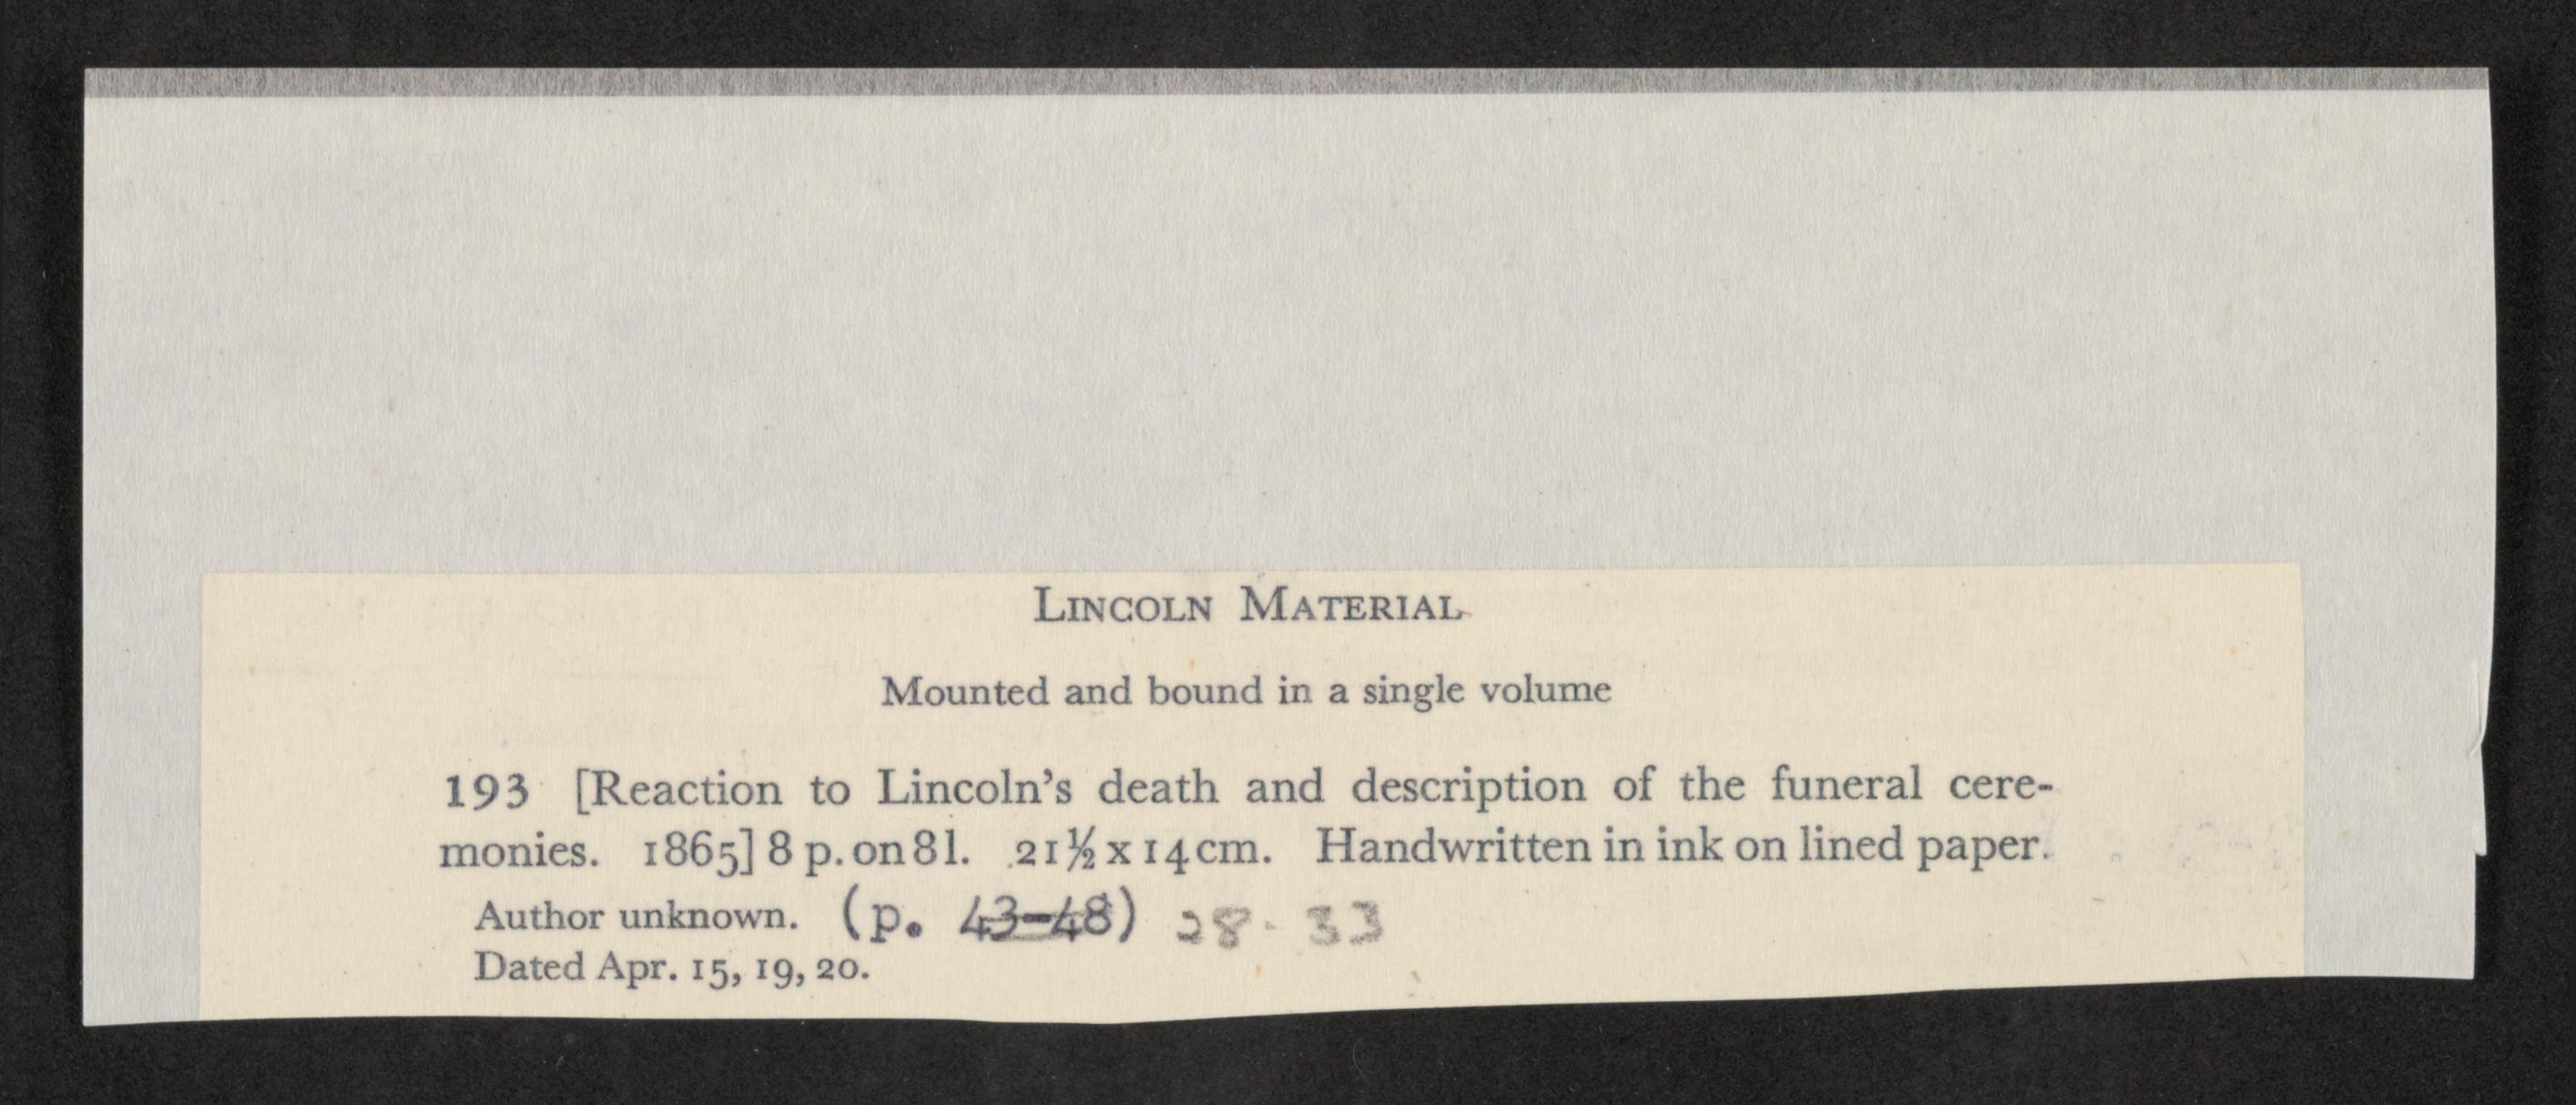 LINCOLN MATERIAL
Mounted and bound in a single volume
193 [Reaction to Lincoln's death and description of the funeral cere-
monies. 1865] 8 p. on 8 l. 21½ x 14 cm. Handwritten in ink on lined paper.
Author unknown. (p. 43-48) 28-33
Dated Apr. 15, 19, 20.